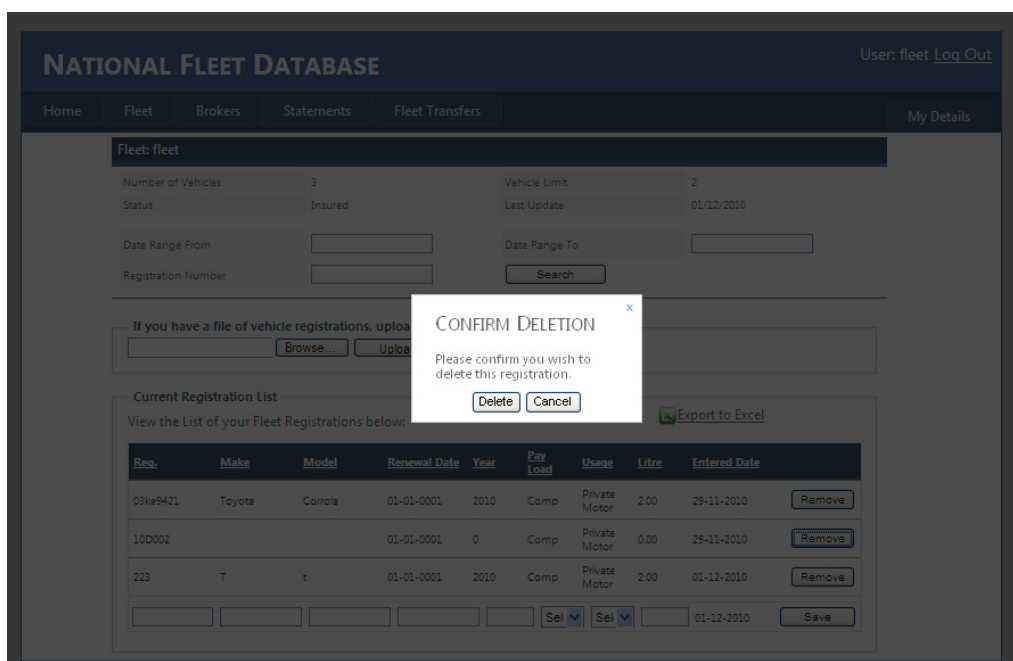 NATIONAL FLEET DATABASE
User: fleet Log Out
Home Fleet Brokers Statements Fleet Transfers My Details
Fleet: fleet
Number of Vehicles 3 Vehicle Limit 2
Status Insured Last Update 01/12/2010
Date Range From Date Range To
Registration Number Search
If you have a file of vehicle registrations, uploa
Browse... Uploa
x
CONFIRM DELETION
Please confirm you wish to
delete this registration.
Delete Cancel
Current Registration List
View the List of your Fleet Registrations below: Export to Excel
Req. Make Model Renewal Date Year Pay Load Usage Litre Entered Date
03ke9421 Toyota Corrola 01-01-0001 2010 Comp Private Motor 2.00 29-11-2010 Remove
10D002 01-01-0001 0 Comp Private Motor 0.00 29-11-2010 Remove
223 T t 01-01-0001 2010 Comp Private Motor 2.00 01-12-2010 Remove
Sel Sel 01-12-2010 Save